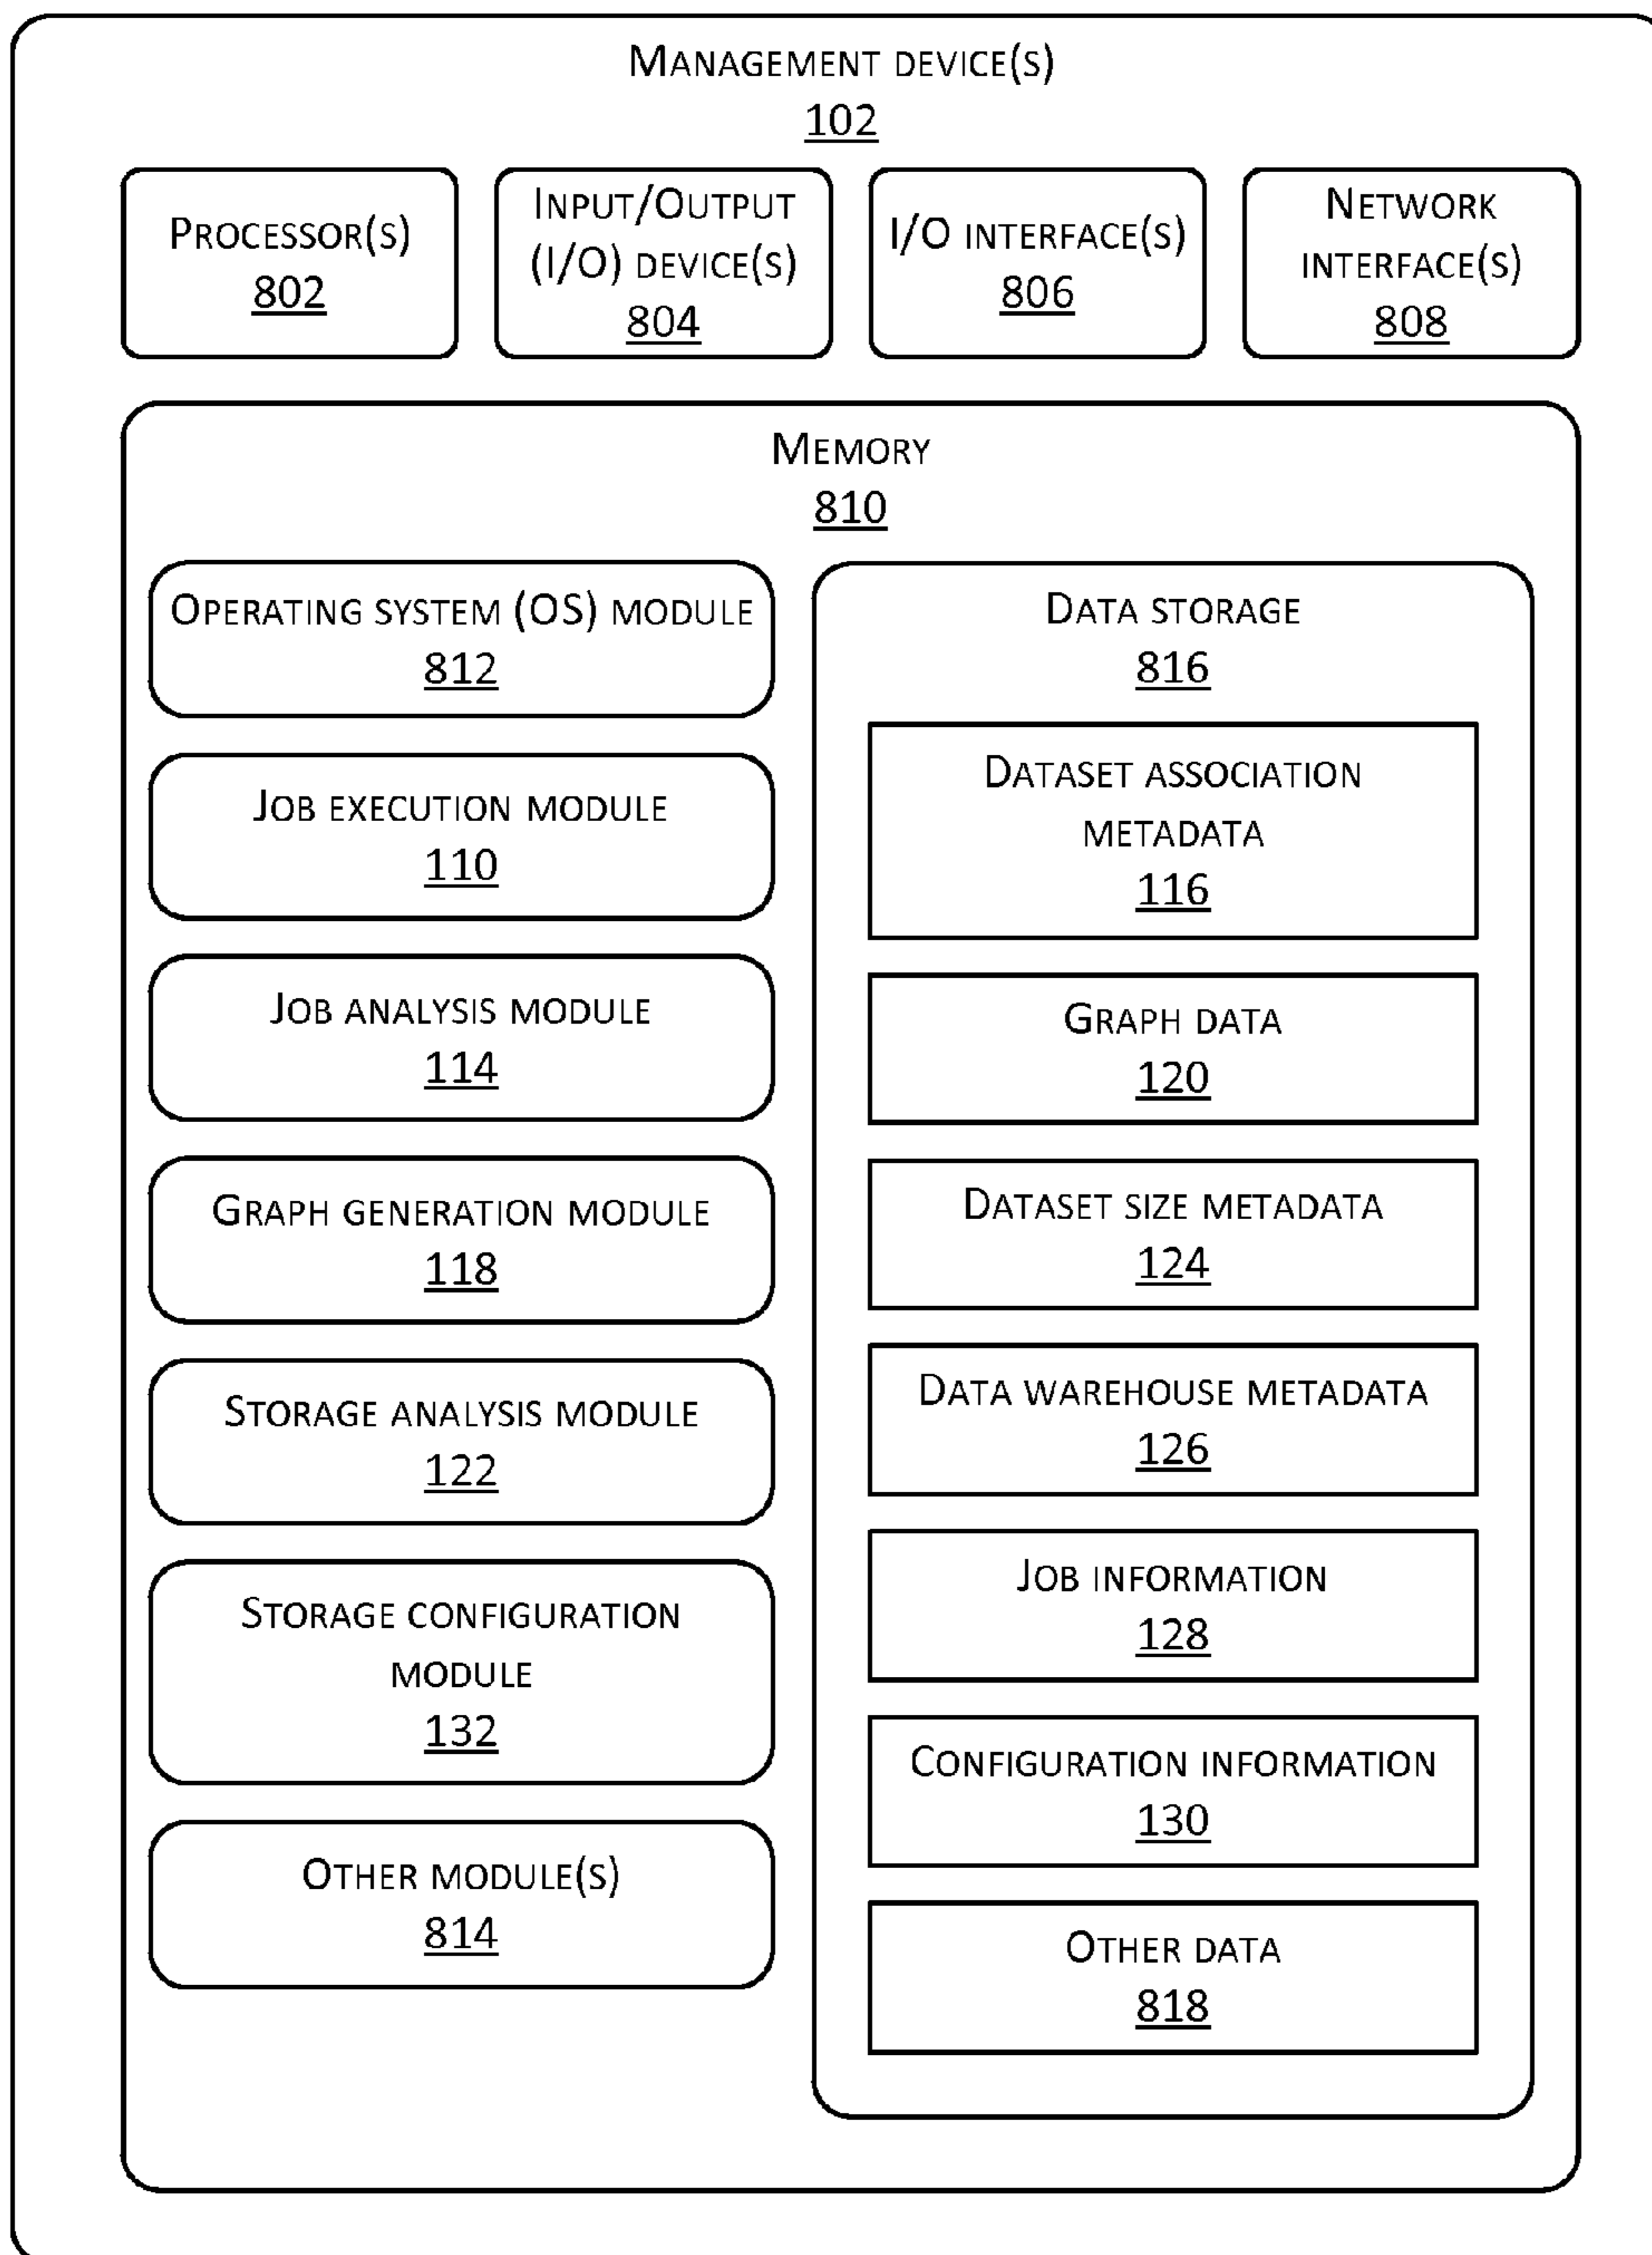 Management device(s)
102
Processor(s)
802
Input/Output
(I/O) device(s)
804
I/O interface(s)
806
Network
interface(s)
808
Memory
810
Operating system (OS) module
812
Job execution module
110
Job analysis module
114
Graph generation module
118
Storage analysis module
122
Storage configuration
module
132
Other module(s)
814
Data storage
816
Dataset association
metadata
116
Graph data
120
Dataset size metadata
124
Data warehouse metadata
126
Job information
128
Configuration information
130
Other data
818